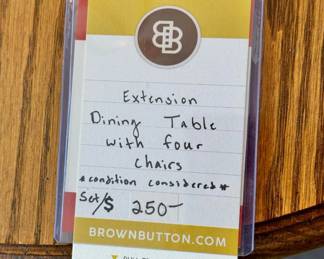 B B
Extension
Dining Table
with four
chairs
*condition considered*
Set/$ 250-
BROWNBUTTON.COM